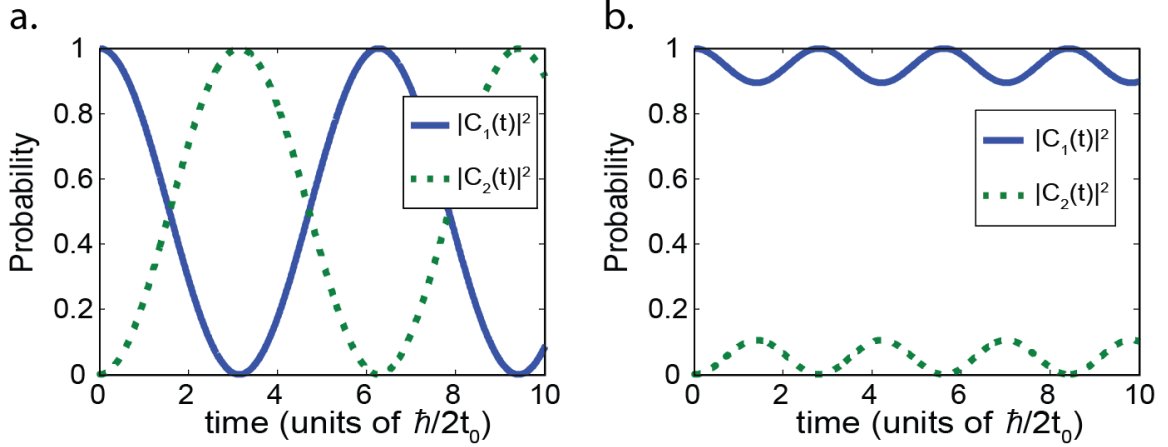 a.
1
0.8
0.6
0.4
0.2
0
Probability
|C₁(t)|²
|C₂(t)|²
0 2 4 6 8 10
time (units of ℏ/2t₀)
b.
1
0.8
0.6
0.4
0.2
0
Probability
|C₁(t)|²
|C₂(t)|²
0 2 4 6 8 10
time (units of ℏ/2t₀)